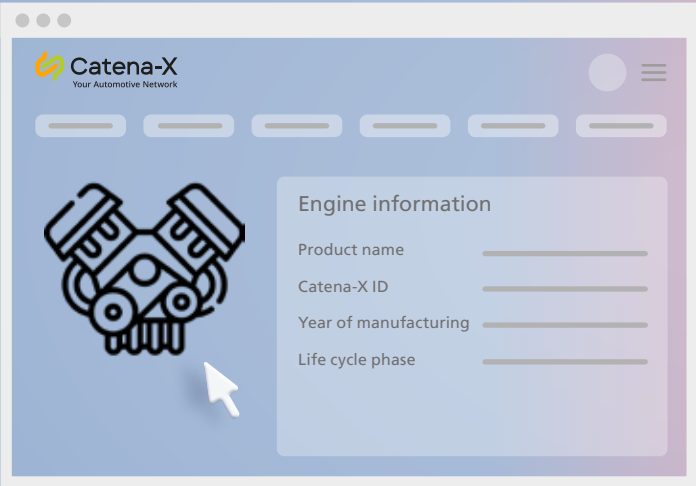 Catena-X
Your Automotive Network
Engine information
Product name
Catena-X ID
Year of manufacturing
Life cycle phase